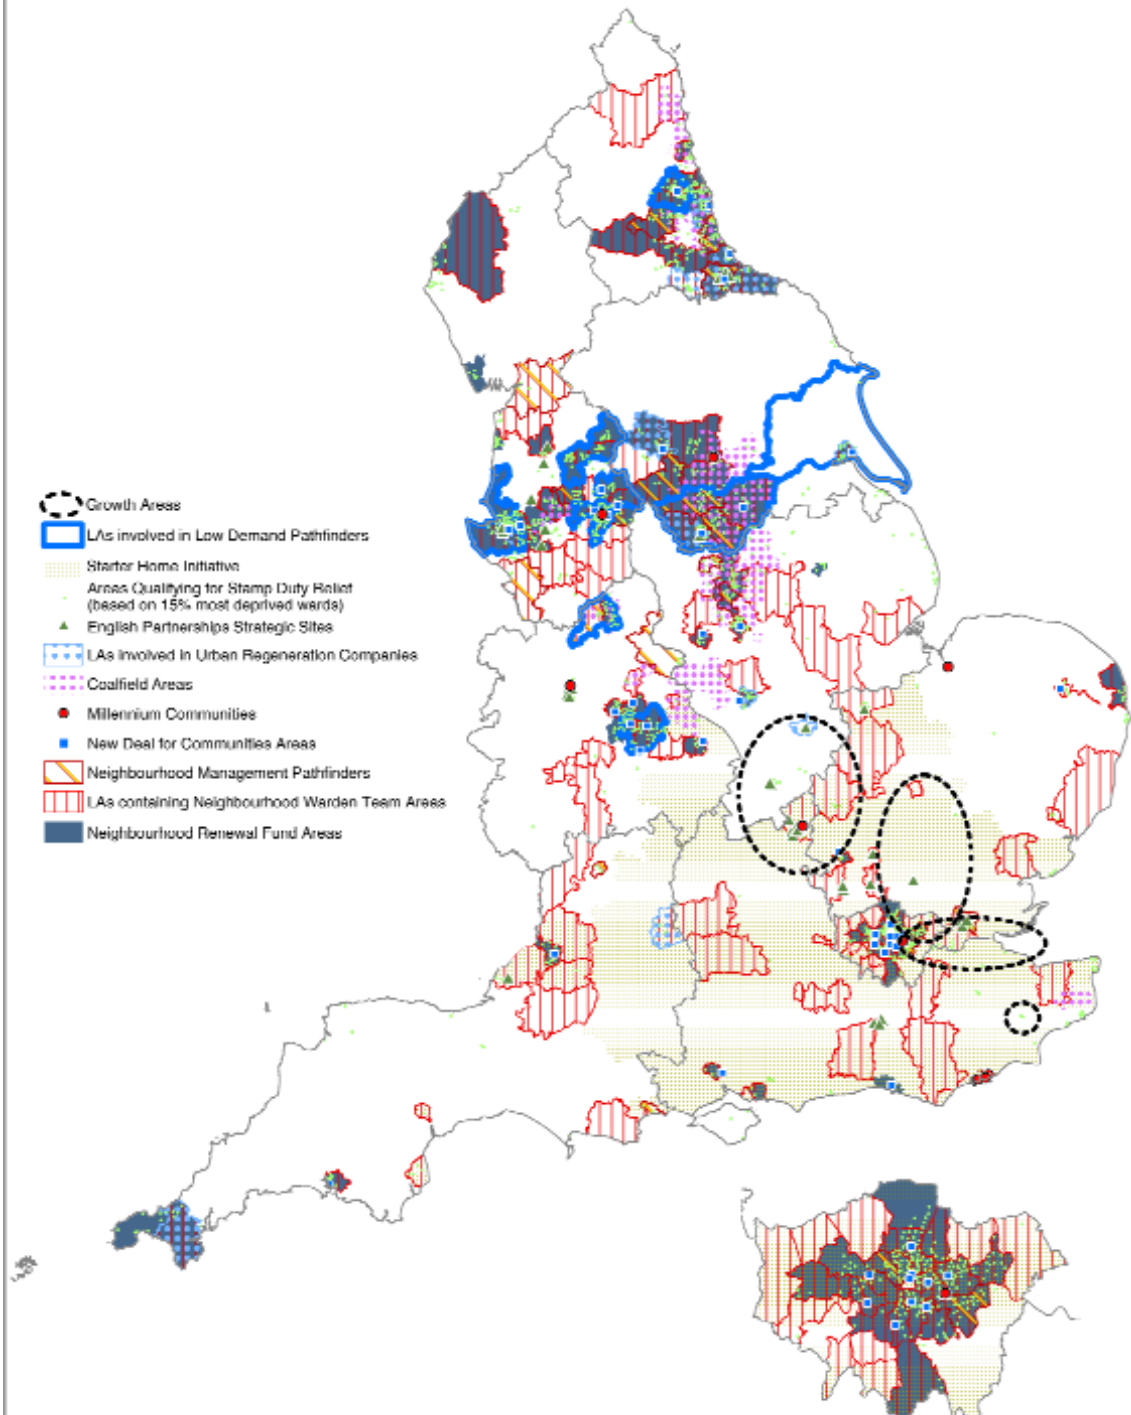 Growth Areas
LAs involved in Low Demand Pathfinders
Starter Home Initiative
Areas Qualifying for Stamp Duty Relief
(based on 15% most deprived wards)
English Partnerships Strategic Sites
LAs involved in Urban Regeneration Companies
Coalfield Areas
Millennium Communities
New Deal for Communities Areas
Neighbourhood Management Pathfinders
LAs containing Neighbourhood Warden Team Areas
Neighbourhood Renewal Fund Areas